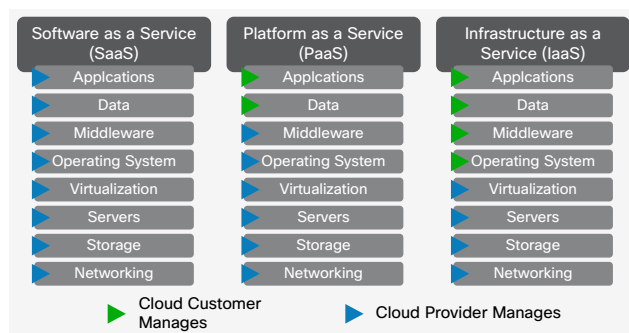 Software as a Service
(SaaS)
Applcations
Data
Middleware
Operating System
Virtualization
Servers
Storage
Networking
Platform as a Service
(PaaS)
Applcations
Data
Middleware
Operating System
Virtualization
Servers
Storage
Networking
Infrastructure as a
Service (IaaS)
Applcations
Data
Middleware
Operating System
Virtualization
Servers
Storage
Networking
Cloud Customer
Manages
Cloud Provider Manages